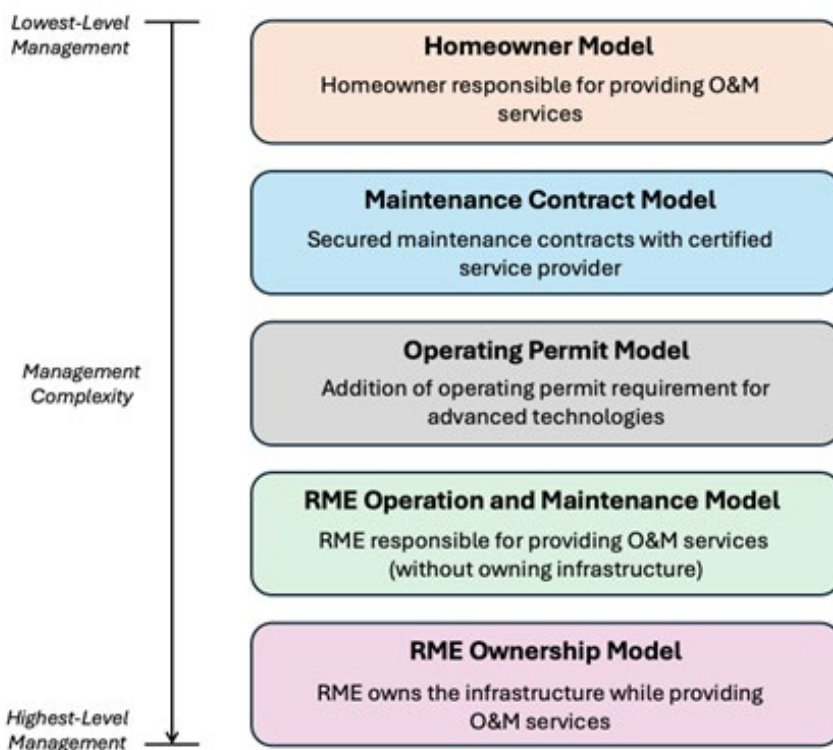 Lowest-Level
Management
Homeowner Model
Homeowner responsible for providing O&M
services
Maintenance Contract Model
Secured maintenance contracts with certified
service provider
Management
Complexity
Operating Permit Model
Addition of operating permit requirement for
advanced technologies
RME Operation and Maintenance Model
RME responsible for providing O&M services
(without owning infrastructure)
RME Ownership Model
RME owns the infrastructure while providing
O&M services
Highest-Level
Management